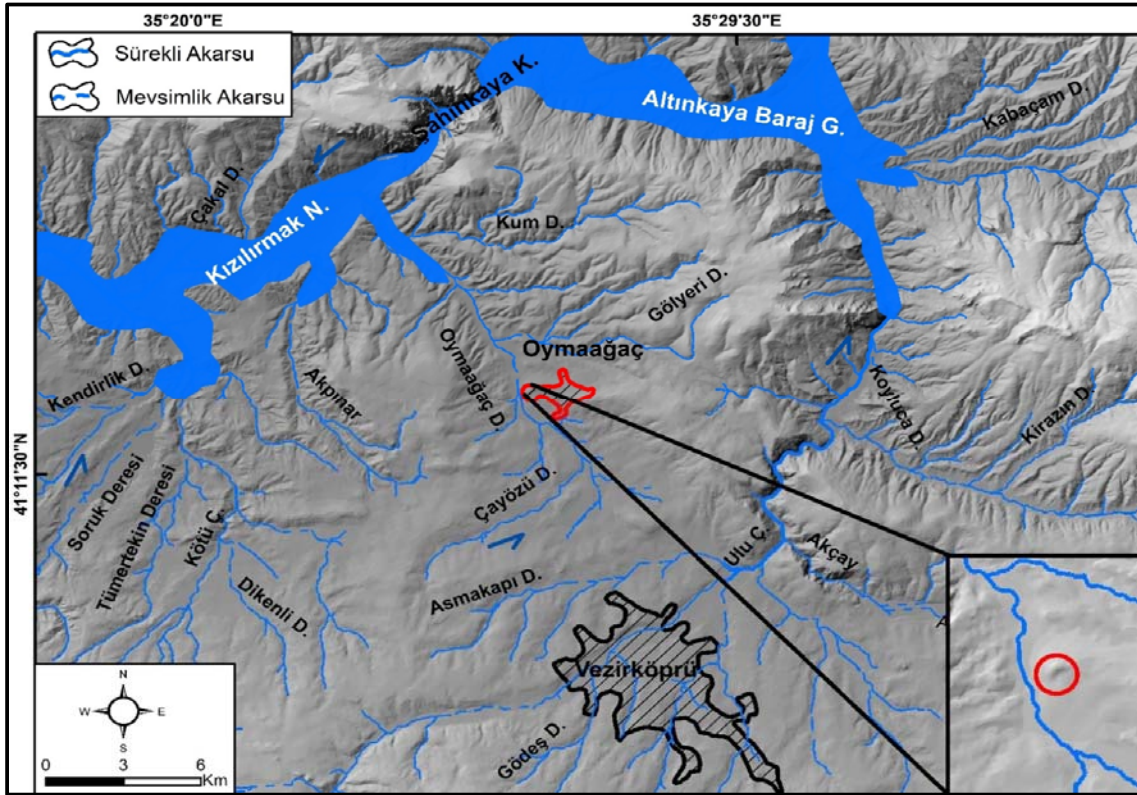 35°20'0"E
35°29'30"E
Sürekli Akarsu
Mevsimlik Akarsu
Şahinkaya K.
Altınkaya Baraj G.
Kabaçam D.
Çakal D.
Kızılırmak N.
Kum D.
Gölyeri D.
Oymaağaç D.
Oymaağaç
Kendirlik D.
Akpınar
Koyluca D.
Kirazın D.
41°11'30"N
Soruk Deresi
Tümertekin Deresi
Kötü Ç.
Çayözü D.
Dikenli D.
Asmakapı D.
Ulu Ç.
Akçay
A
Vezirköprü
Gödeş D.
N
W
E
S
0
3
6
Km